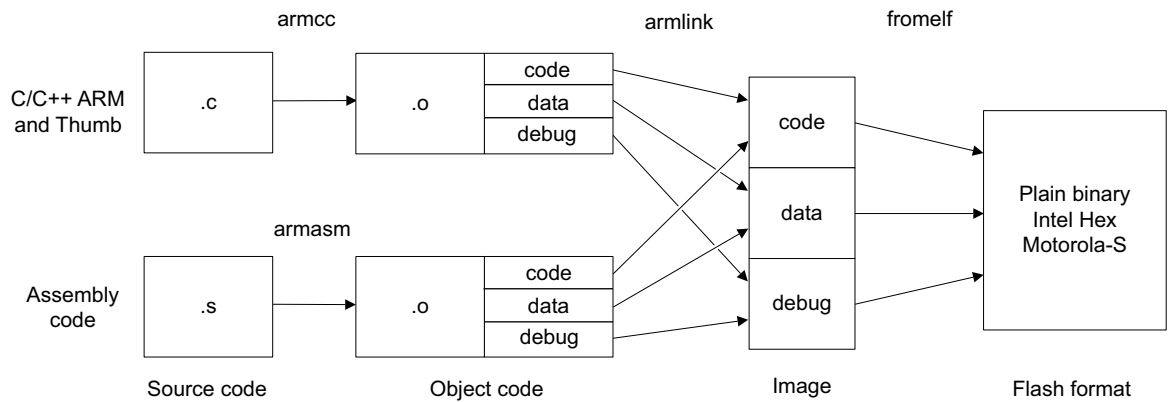 armcc
armlink
fromelf
C/C++ ARM
and Thumb
.c
.o
code
data
debug
armasm
Assembly
code
.s
.o
code
data
debug
code
data
debug
Plain binary
Intel Hex
Motorola-S
Source code
Object code
Image
Flash format